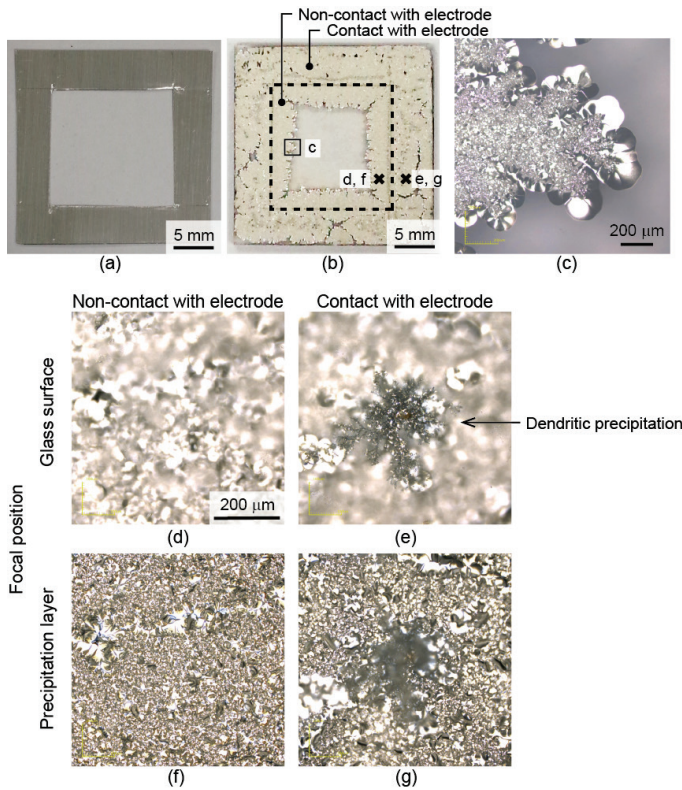 Non-contact with electrode
Contact with electrode
c
d, f
e, g
5 mm
5 mm
200 μm
(a)
(b)
(c)
Non-contact with electrode
Contact with electrode
Focal position
Glass surface
Dendritic precipitation
200 μm
(d)
(e)
Precipitation layer
(f)
(g)